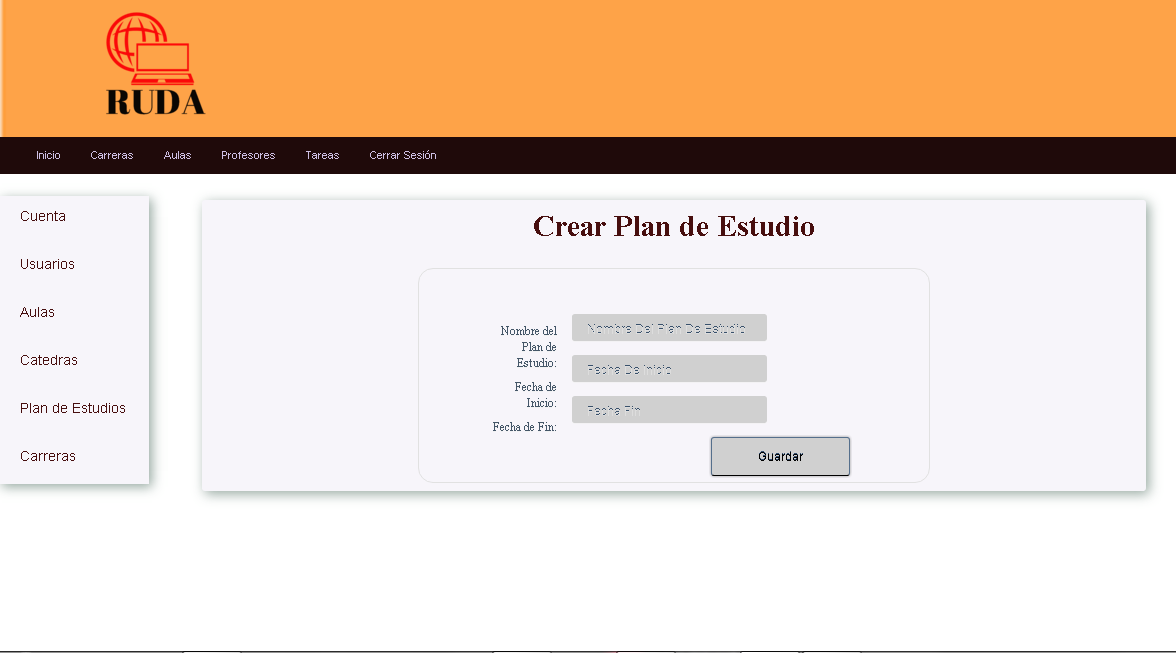 RUDA
Inicio Carreras Aulas Profesores Tareas Cerrar Sesión
Cuenta
Usuarios
Aulas
Catedras
Plan de Estudios
Carreras
Crear Plan de Estudio
Nombre del
Plan de
Estudio:
Nombre Del Plan De Estudio
Fecha de
Inicio:
Fecha De Inicio
Fecha de Fin:
Fecha Fin
Guardar